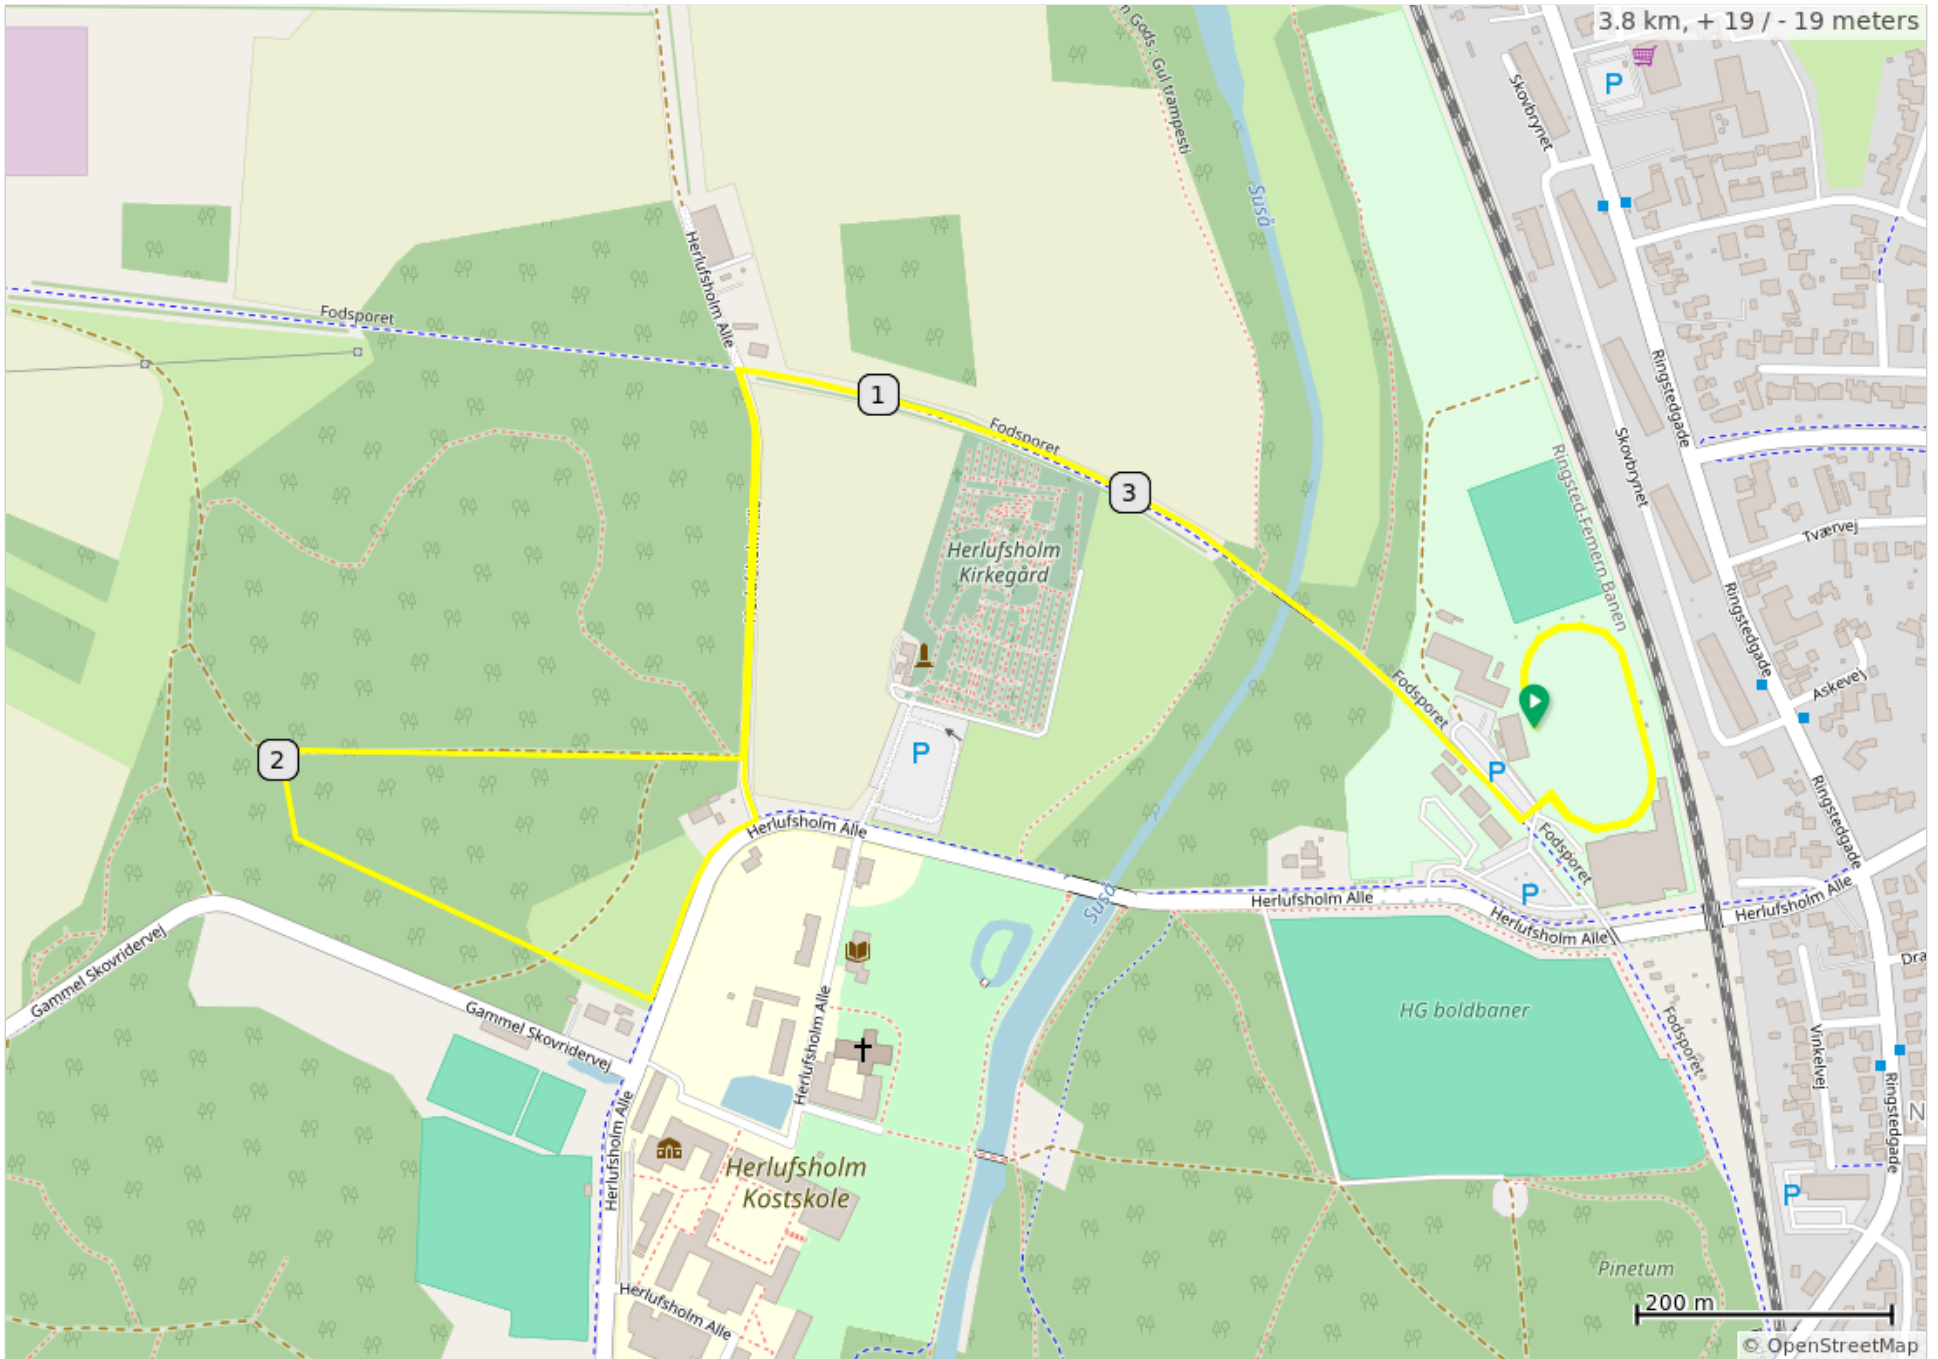 3.8 km, + 19 / - 19 meters
n Gods : Gul trampesti
P
Skovbrynet
Suså
Herlufsholm Alle
Fodsporet
Ringstedgade
1
Fodsporet
Skovbrynet
Ringsted-Femern Banen
3
Tværvej
Herlufsholm
Kirkegård
Ringstedgade
Askevej
Fodsporet
2
P
P
Ringstedgade
Herlufsholm Alle
Fodsporet
P
Suså
Herlufsholm Alle
Herlufsholm Alle
Herlufsholm Alle
Gammel Skovridervej
Dra
HG boldbaner
Gammel Skovridervej
Herlufsholm Alle
Fodsporet
Vinkelvej
Ringstedgade
N
Herlufsholm Alle
Herlufsholm
Kostskole
P
Pinetum
Herlufsholm Alle
200 m
© OpenStreetMap